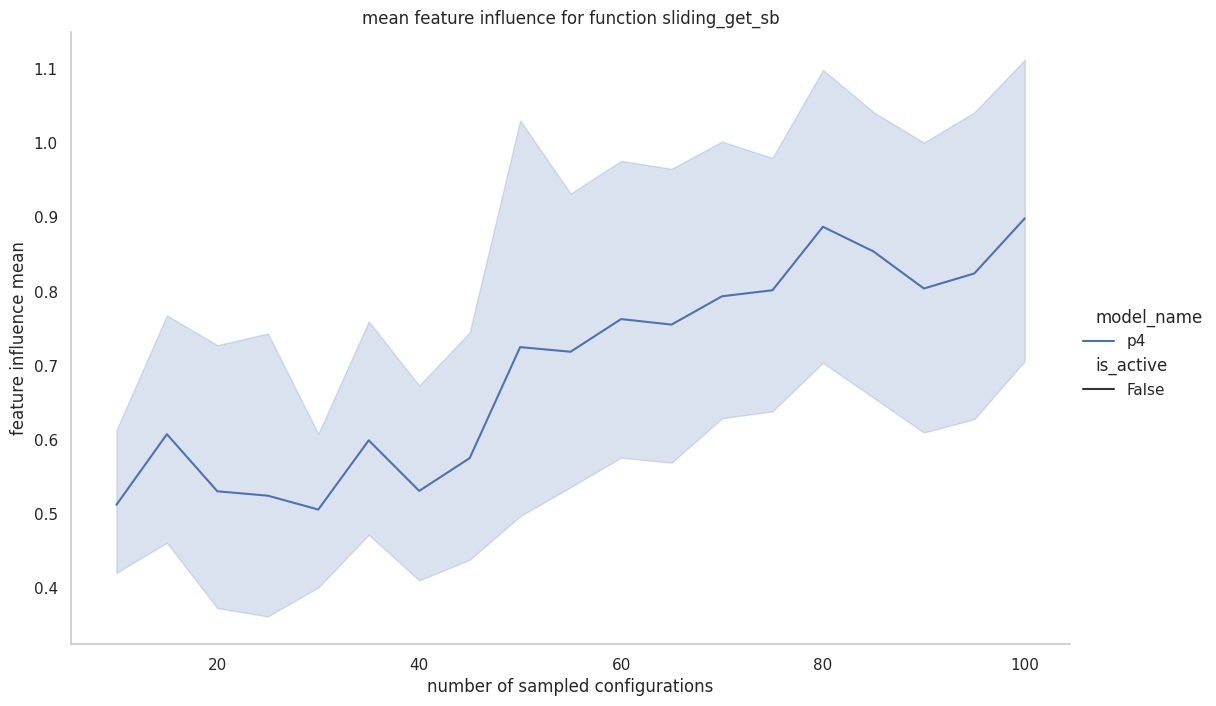 mean feature influence for function sliding_get_sb
feature influence mean
1.1
1.0
0.9
0.8
0.7
0.6
0.5
0.4
20
40
60
80
100
number of sampled configurations
model_name
p4
is_active
False